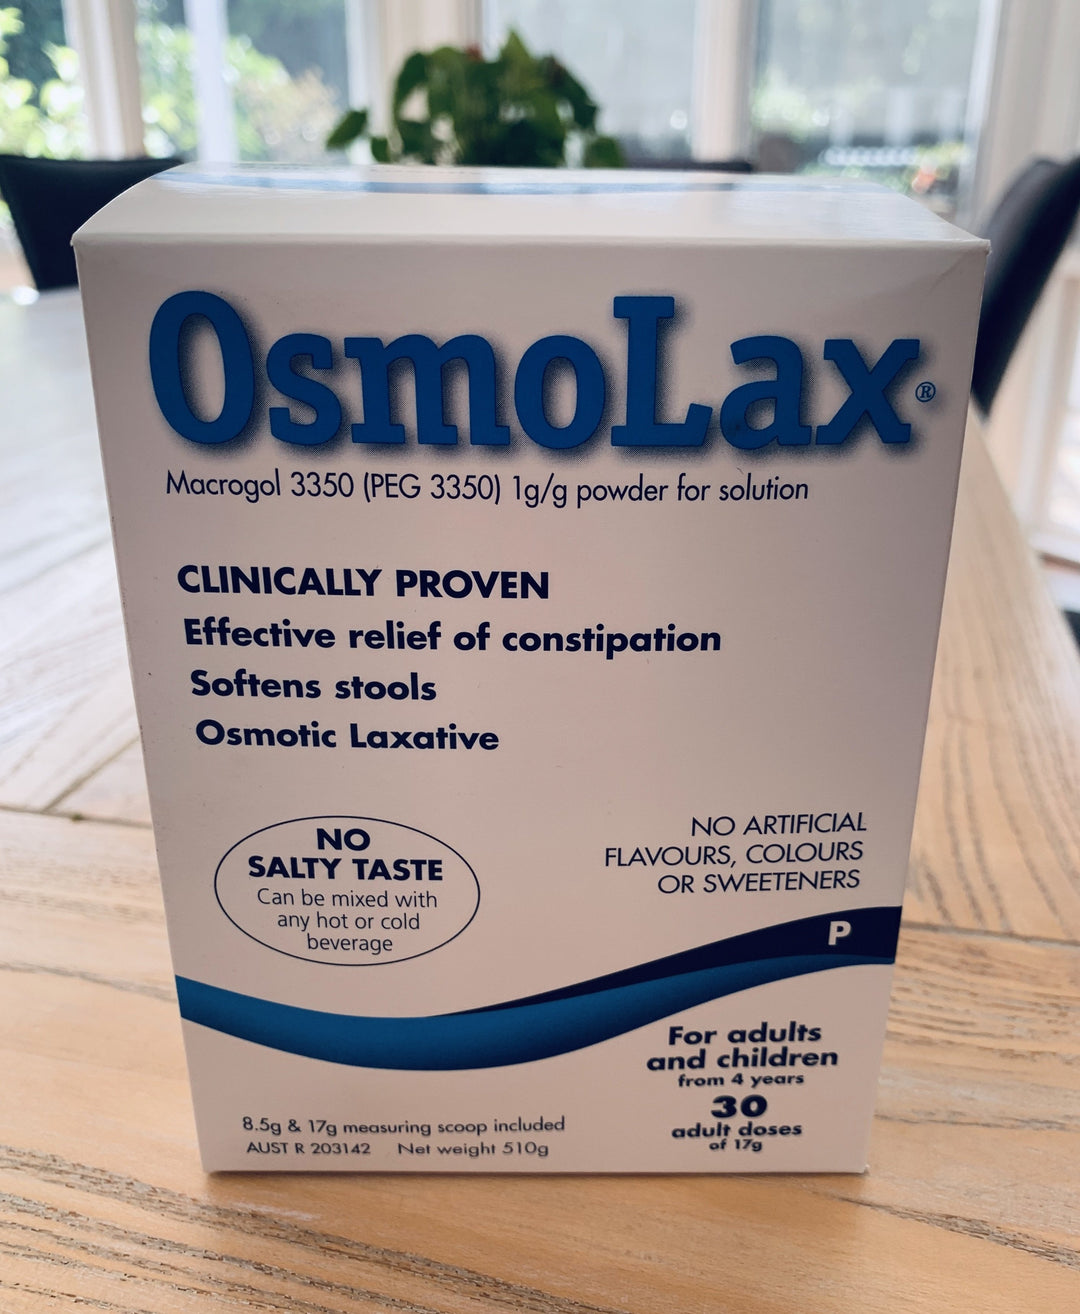 OsmoLax®
Macrogol 3350 (PEG 3350) 1g/g powder for solution
CLINICALLY PROVEN
Effective relief of constipation
Softens stools
Osmotic Laxative
NO
SALTY TASTE
Can be mixed with
any hot or cold
beverage
NO ARTIFICIAL
FLAVOURS, COLOURS
OR SWEETENERS
P
For adults
and children
from 4 years
30
adult doses
of 17g
8.5g & 17g measuring scoop included
AUST R 203142 Net weight 510g